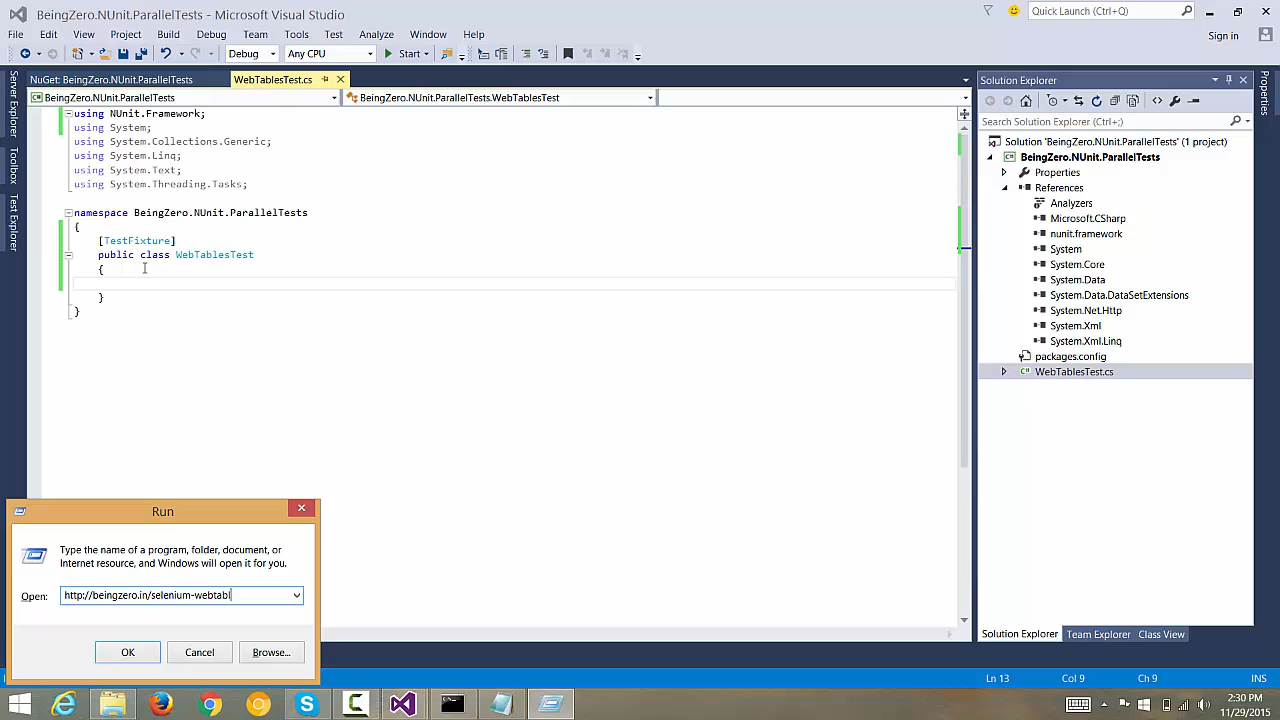 BeingZero.NUnit.ParallelTests - Microsoft Visual Studio
Quick Launch (Ctrl+Q)
File Edit View Project Build Debug Team Tools Test Analyze Window Help
Sign in
Debug Any CPU Start
Server Explorer
Toolbox
Test Explorer
NuGet: BeingZero.NUnit.ParallelTests WebTablesTest.cs
BeingZero.NUnit.ParallelTests BeingZero.NUnit.ParallelTests.WebTablesTest
using NUnit.Framework;
using System;
using System.Collections.Generic;
using System.Linq;
using System.Text;
using System.Threading.Tasks;
namespace BeingZero.NUnit.ParallelTests
{
[TestFixture]
public class WebTablesTest
{
}
}
Solution Explorer
Search Solution Explorer (Ctrl+;)
Solution 'BeingZero.NUnit.ParallelTests' (1 project)
BeingZero.NUnit.ParallelTests
Properties
References
Analyzers
Microsoft.CSharp
nunit.framework
System
System.Core
System.Data
System.Data.DataSetExtensions
System.Net.Http
System.Xml
System.Xml.Linq
packages.config
WebTablesTest.cs
Solution Explorer Team Explorer Class View
Properties
Run
Type the name of a program, folder, document, or
Internet resource, and Windows will open it for you.
Open: http://beingzero.in/selenium-webtabl
OK Cancel Browse...
Ln 13 Col 9 Ch 9 INS
2:30 PM
11/29/2015